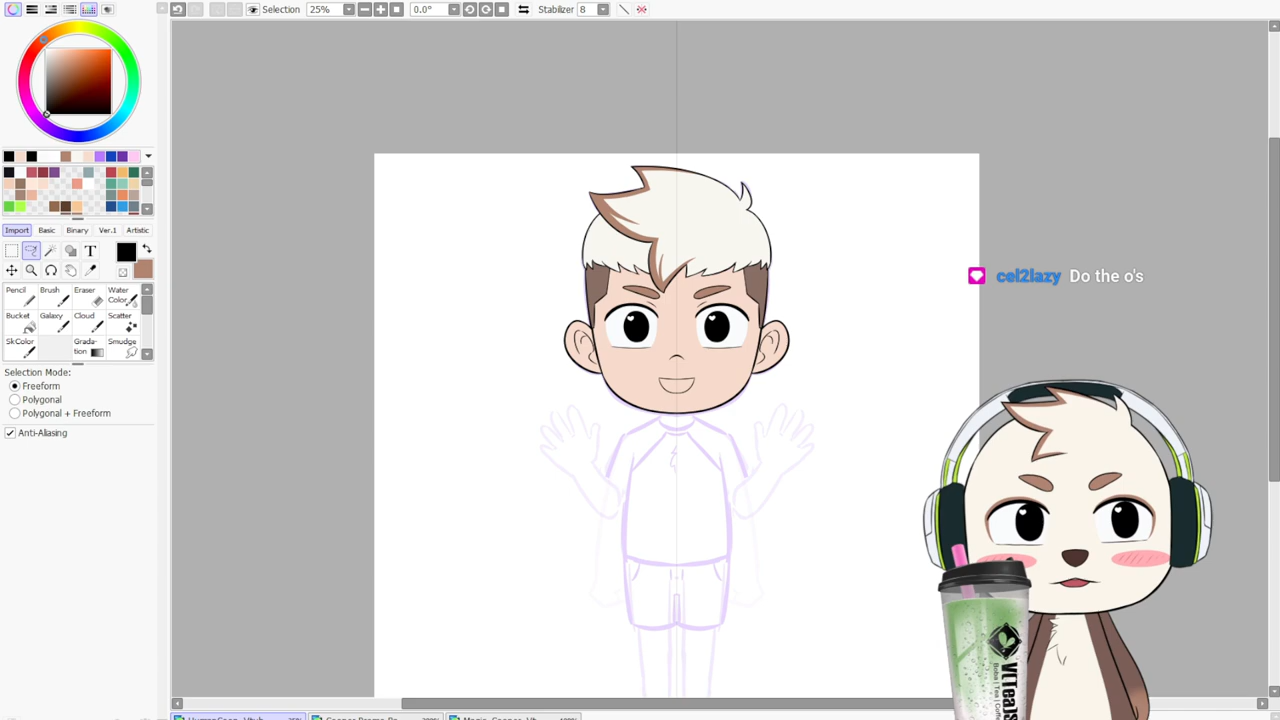 Selection
25%
0.0°
Stabilizer 8
Import Basic Binary Ver.1 Artistic
T
Pencil Brush Eraser Water Color
Bucket Galaxy Cloud Scatter
SkColor Grada-tion Smudge
Selection Mode:
Freeform
Polygonal
Polygonal + Freeform
Anti-Aliasing
cel2lazy Do the o's